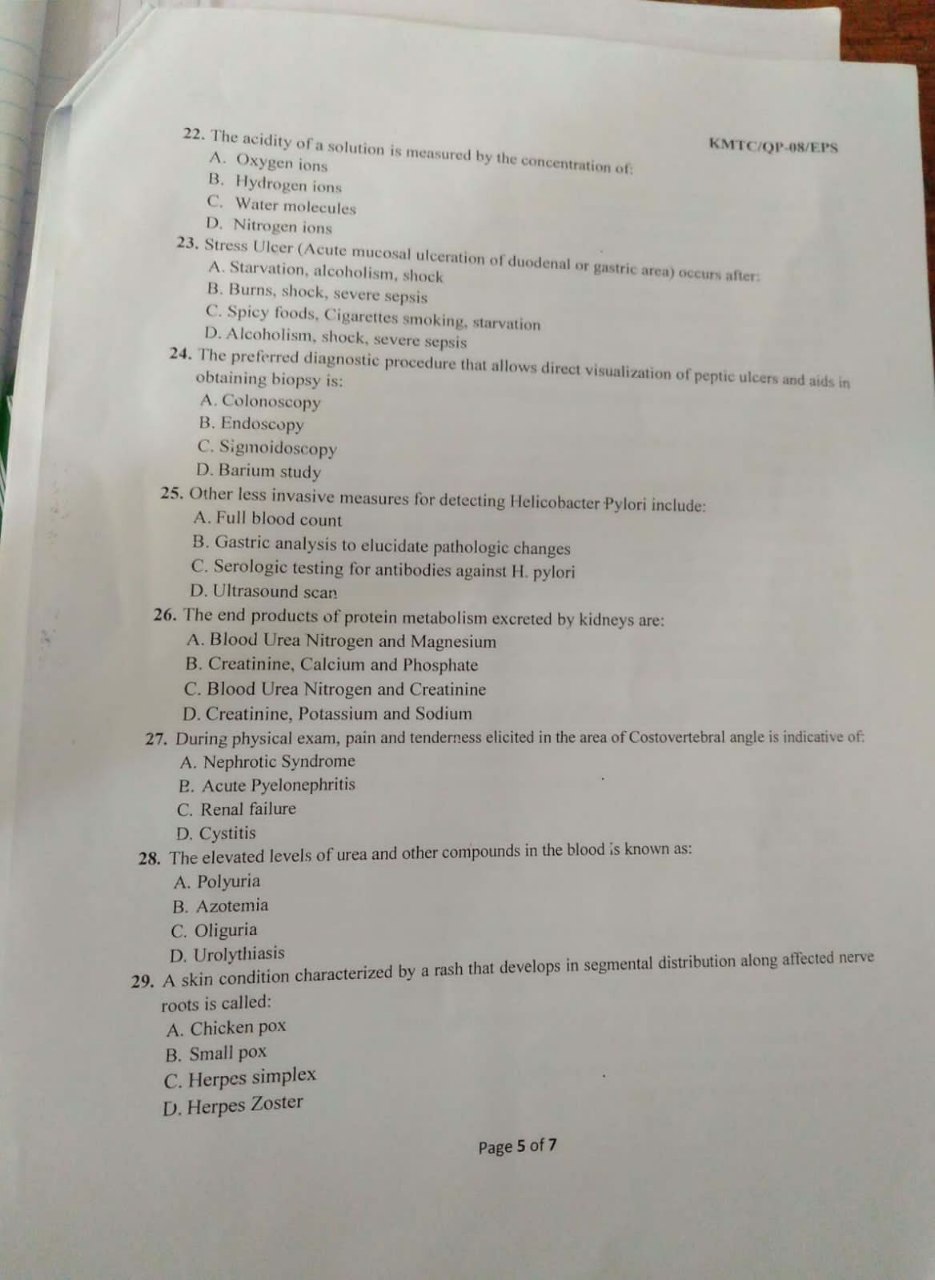 KMTC/QP-08/EPS
22. The acidity of a solution is measured by the concentration of:
A. Oxygen ions
B. Hydrogen ions
C. Water molecules
D. Nitrogen ions
23. Stress Ulcer (Acute mucosal ulceration of duodenal or gastric area) occurs after:
A. Starvation, alcoholism, shock
B. Burns, shock, severe sepsis
C. Spicy foods, Cigarettes smoking, starvation
D. Alcoholism, shock, severe sepsis
24. The preferred diagnostic procedure that allows direct visualization of peptic ulcers and aids in
obtaining biopsy is:
A. Colonoscopy
B. Endoscopy
C. Sigmoidoscopy
D. Barium study
25. Other less invasive measures for detecting Helicobacter Pylori include:
A. Full blood count
B. Gastric analysis to elucidate pathologic changes
C. Serologic testing for antibodies against H. pylori
D. Ultrasound scan
26. The end products of protein metabolism excreted by kidneys are:
A. Blood Urea Nitrogen and Magnesium
B. Creatinine, Calcium and Phosphate
C. Blood Urea Nitrogen and Creatinine
D. Creatinine, Potassium and Sodium
27. During physical exam, pain and tenderness elicited in the area of Costovertebral angle is indicative of:
A. Nephrotic Syndrome
B. Acute Pyelonephritis
C. Renal failure
D. Cystitis
28. The elevated levels of urea and other compounds in the blood is known as:
A. Polyuria
B. Azotemia
C. Oliguria
D. Urolythiasis
29. A skin condition characterized by a rash that develops in segmental distribution along affected nerve
roots is called:
A. Chicken pox
B. Small pox
C. Herpes simplex
D. Herpes Zoster
Page 5 of 7